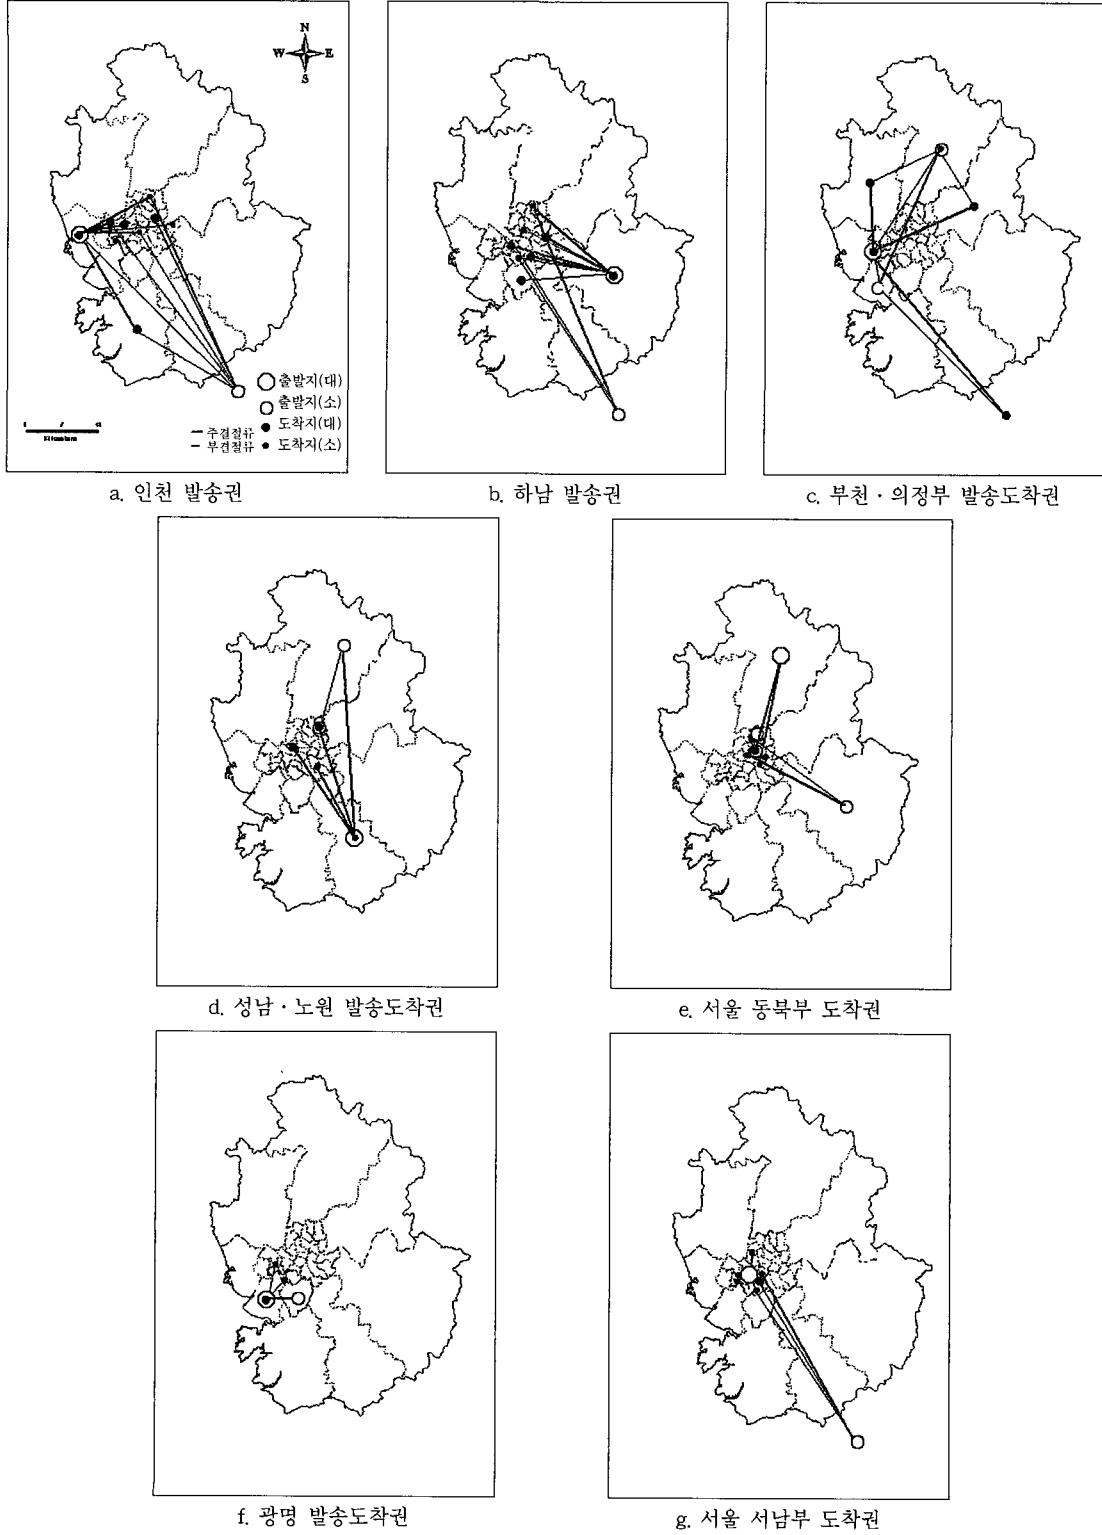 N
W E
S
출발지(대)
출발지(소)
주결절류 도착지(대)
부결절류 도착지(소)
a. 인천 발송권
b. 하남 발송권
c. 부천·의정부 발송도착권
d. 성남·노원 발송도착권
e. 서울 동북부 도착권
f. 광명 발송도착권
g. 서울 서남부 도착권